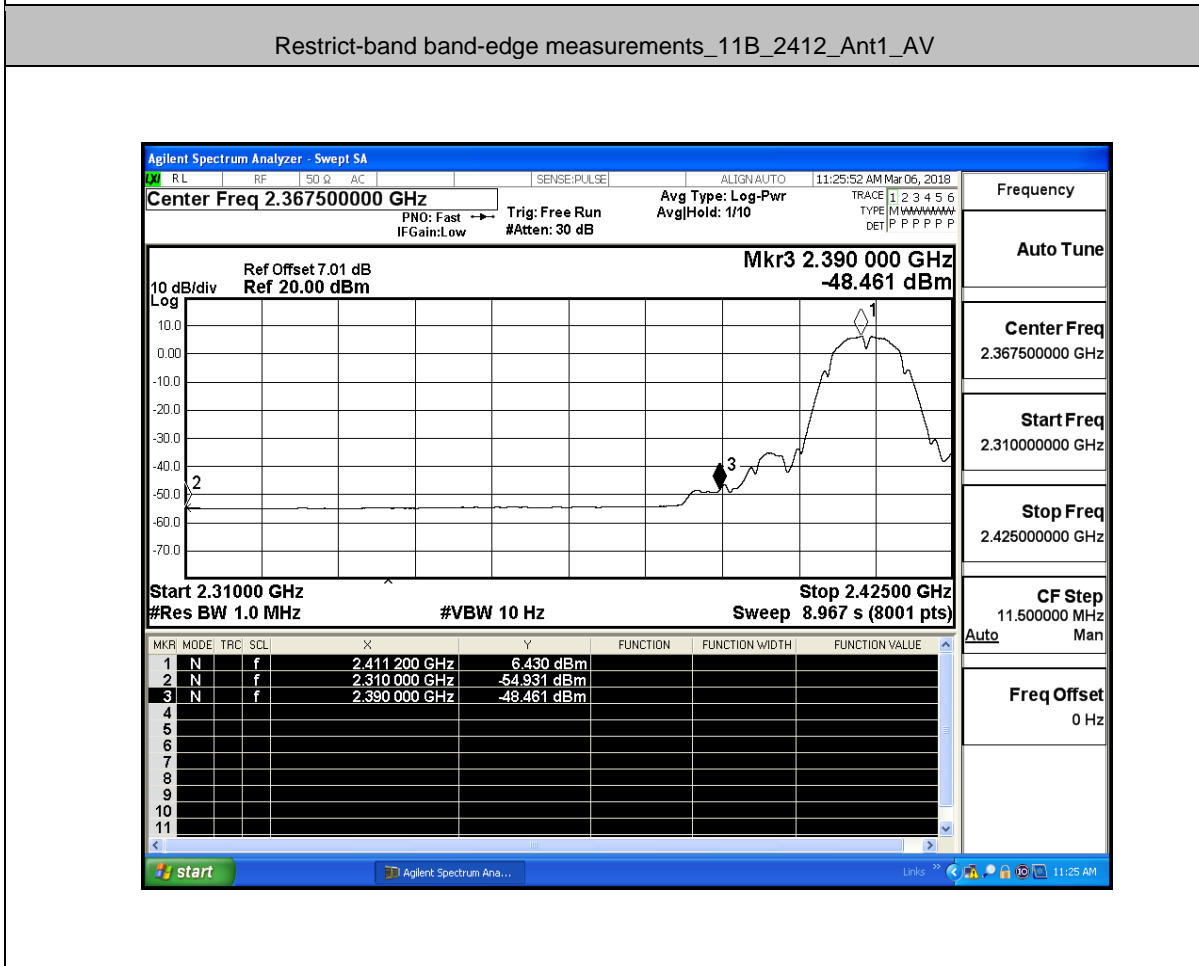 Restrict-band band-edge measurements_11B_2412_Ant1_AV
Agilent Spectrum Analyzer - Swept SA
LXI RL RF 50 Ω AC SENSE:PULSE ALIGN AUTO 11:25:52 AM Mar 06, 2018
Center Freq 2.367500000 GHz
PNO: Fast
IFGain:Low
Trig: Free Run
#Atten: 30 dB
Avg Type: Log-Pwr
Avg|Hold: 1/10
TRACE 1 2 3 4 5 6
TYPE M W W W W W
DET P P P P P P
Mkr3 2.390 000 GHz
-48.461 dBm
Ref Offset 7.01 dB
10 dB/div Ref 20.00 dBm
Log
10.0
0.00
-10.0
-20.0
-30.0
-40.0
-50.0
-60.0
-70.0
1
2
3
Start 2.31000 GHz Stop 2.42500 GHz
#Res BW 1.0 MHz #VBW 10 Hz Sweep 8.967 s (8001 pts)
MKR MODE TRC SCL X Y FUNCTION FUNCTION WIDTH FUNCTION VALUE
1 N f 2.411 200 GHz 6.430 dBm
2 N f 2.310 000 GHz -54.931 dBm
3 N f 2.390 000 GHz -48.461 dBm
4
5
6
7
8
9
10
11
Frequency
Auto Tune
Center Freq
2.367500000 GHz
Start Freq
2.310000000 GHz
Stop Freq
2.425000000 GHz
CF Step
11.500000 MHz
Auto Man
Freq Offset
0 Hz
start Agilent Spectrum Ana... Links » 11:25 AM